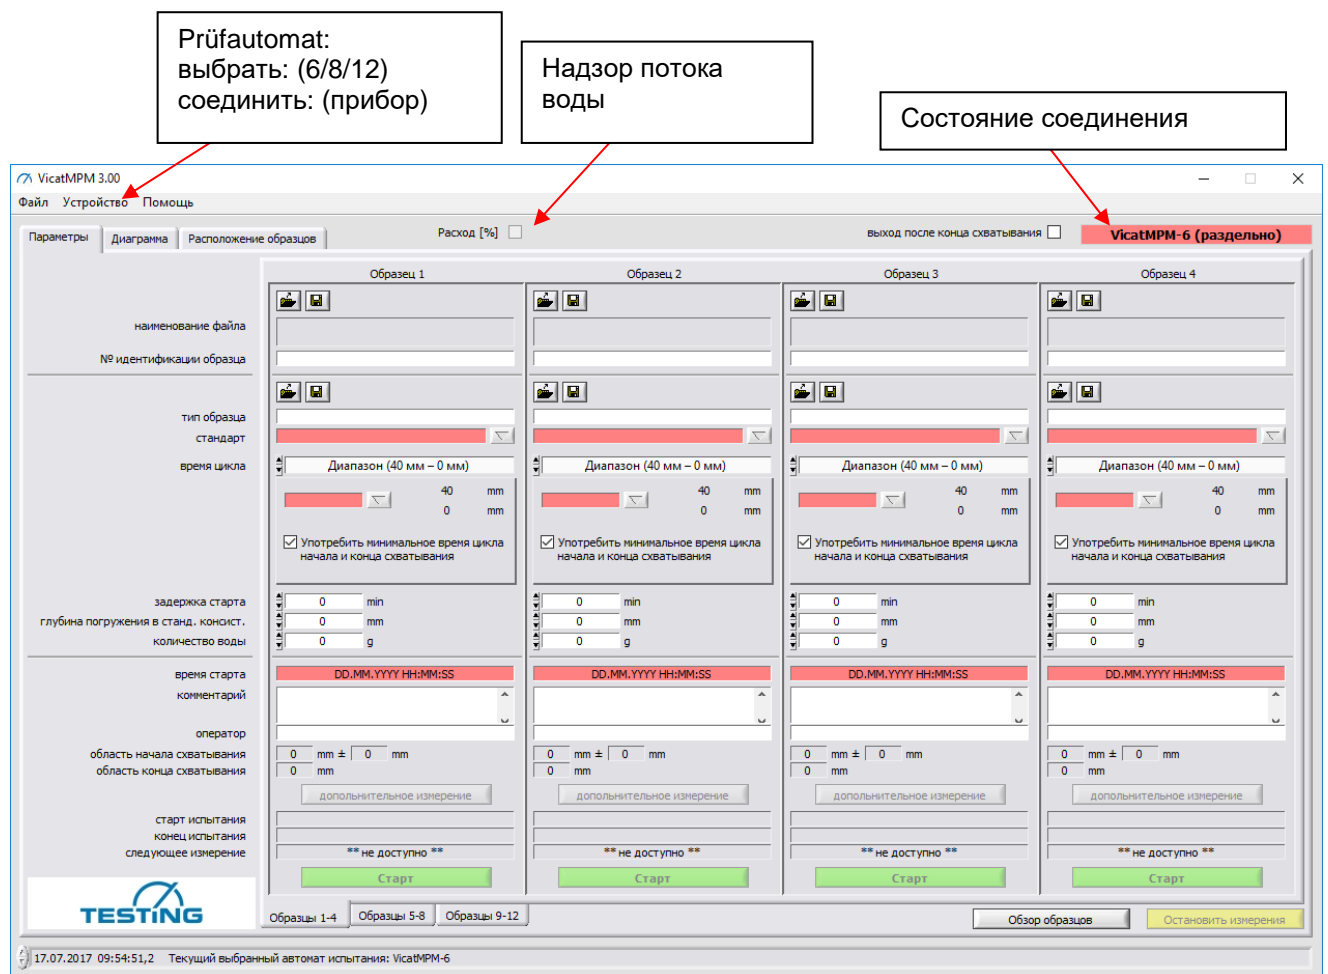 Prüfautomat:
выбрать: (6/8/12)
соединить: (прибор)
Надзор потока
воды
Состояние соединения
VicatMPM 3.00
Файл Устройство Помощь
Параметры Диаграмма Расположение образцов Расход [%] выход после конца схватывания VicatMPM-6 (раздельно)
Образец 1 Образец 2 Образец 3 Образец 4
наименование файла
№ идентификации образца
тип образца
стандарт
время цикла Диапазон (40 мм – 0 мм) Диапазон (40 мм – 0 мм) Диапазон (40 мм – 0 мм) Диапазон (40 мм – 0 мм)
40 mm 40 mm 40 mm 40 mm
0 mm 0 mm 0 mm 0 mm
Употребить минимальное время цикла Употребить минимальное время цикла Употребить минимальное время цикла Употребить минимальное время цикла
начала и конца схватывания начала и конца схватывания начала и конца схватывания начала и конца схватывания
задержка старта 0 min 0 min 0 min 0 min
глубина погружения в станд. консист. 0 mm 0 mm 0 mm 0 mm
количество воды 0 g 0 g 0 g 0 g
время старта DD.MM.YYYY HH:MM:SS DD.MM.YYYY HH:MM:SS DD.MM.YYYY HH:MM:SS DD.MM.YYYY HH:MM:SS
комментарий
оператор
область начала схватывания 0 mm ± 0 mm 0 mm ± 0 mm 0 mm ± 0 mm 0 mm ± 0 mm
область конца схватывания 0 mm 0 mm 0 mm 0 mm
допольнительное измерение допольнительное измерение допольнительное измерение допольнительное измерение
старт испытания
конец испытания
следующее измерение ** не доступно ** ** не доступно ** ** не доступно ** ** не доступно **
Старт Старт Старт Старт
TESTING
Образцы 1-4 Образцы 5-8 Образцы 9-12 Обзор образцов Остановить измерения
17.07.2017 09:54:51,2 Текущий выбранный автомат испытания: VicatMPM-6